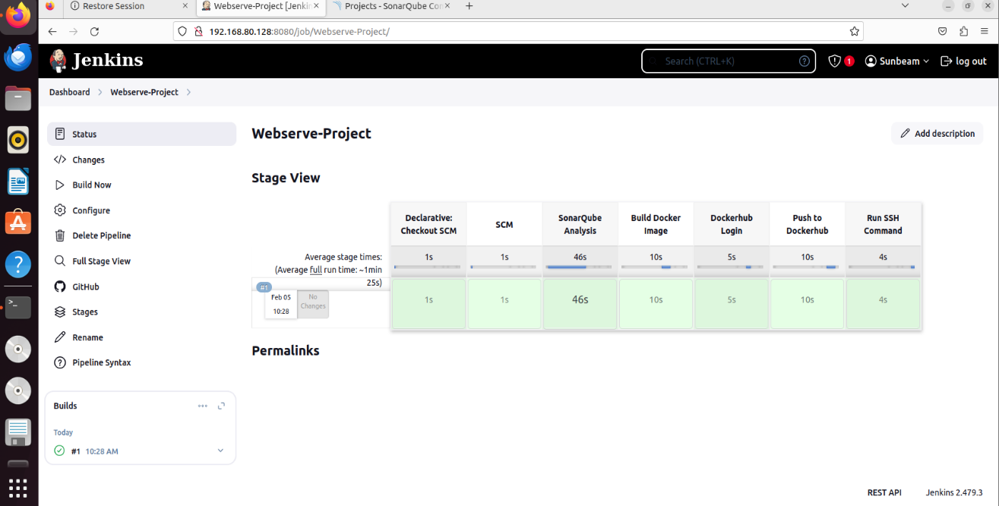 Restore Session
Webserve-Project [Jenkin
Projects - SonarQube Con
192.168.80.128:8080/job/Webserve-Project/
Jenkins
Search (CTRL+K)
?
1
Sunbeam
log out
Dashboard
Webserve-Project
Status
Changes
Build Now
Configure
Delete Pipeline
Full Stage View
GitHub
Stages
Rename
Pipeline Syntax
Builds
Today
#1 10:28 AM
Webserve-Project
Add description
Stage View
Declarative:
Checkout SCM
SCM
SonarQube
Analysis
Build Docker
Image
Dockerhub
Login
Push to
Dockerhub
Run SSH
Command
Average stage times:
(Average full run time: ~1min
25s)
1s
1s
46s
10s
5s
10s
4s
#1
Feb 05
10:28
No
Changes
1s
1s
46s
10s
5s
10s
4s
Permalinks
REST API
Jenkins 2.479.3